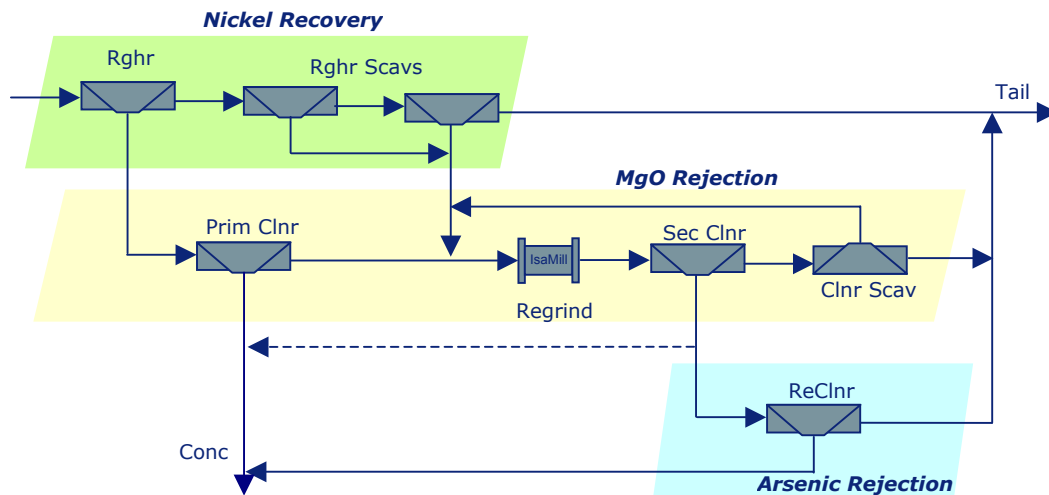 Nickel Recovery
Rghr
Rghr Scavs
Tail
MgO Rejection
Prim Clnr
Sec Clnr
IsaMill
Clnr Scav
Regrind
ReClnr
Conc
Arsenic Rejection